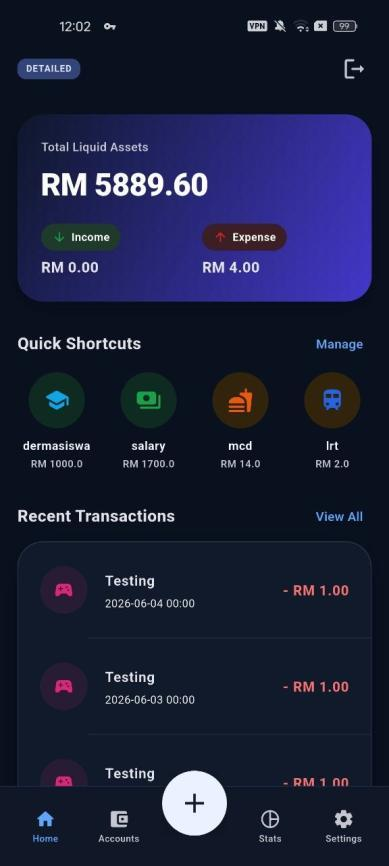 12:02 VPN 99
DETAILED
Total Liquid Assets
RM 5889.60
Income Expense
RM 0.00 RM 4.00
Quick Shortcuts Manage
dermasiswa salary mcd lrt
RM 1000.0 RM 1700.0 RM 14.0 RM 2.0
Recent Transactions View All
Testing
- RM 1.00
2026-06-04 00:00
Testing
- RM 1.00
2026-06-03 00:00
Testing
- RM 1.00
Home Accounts Stats Settings